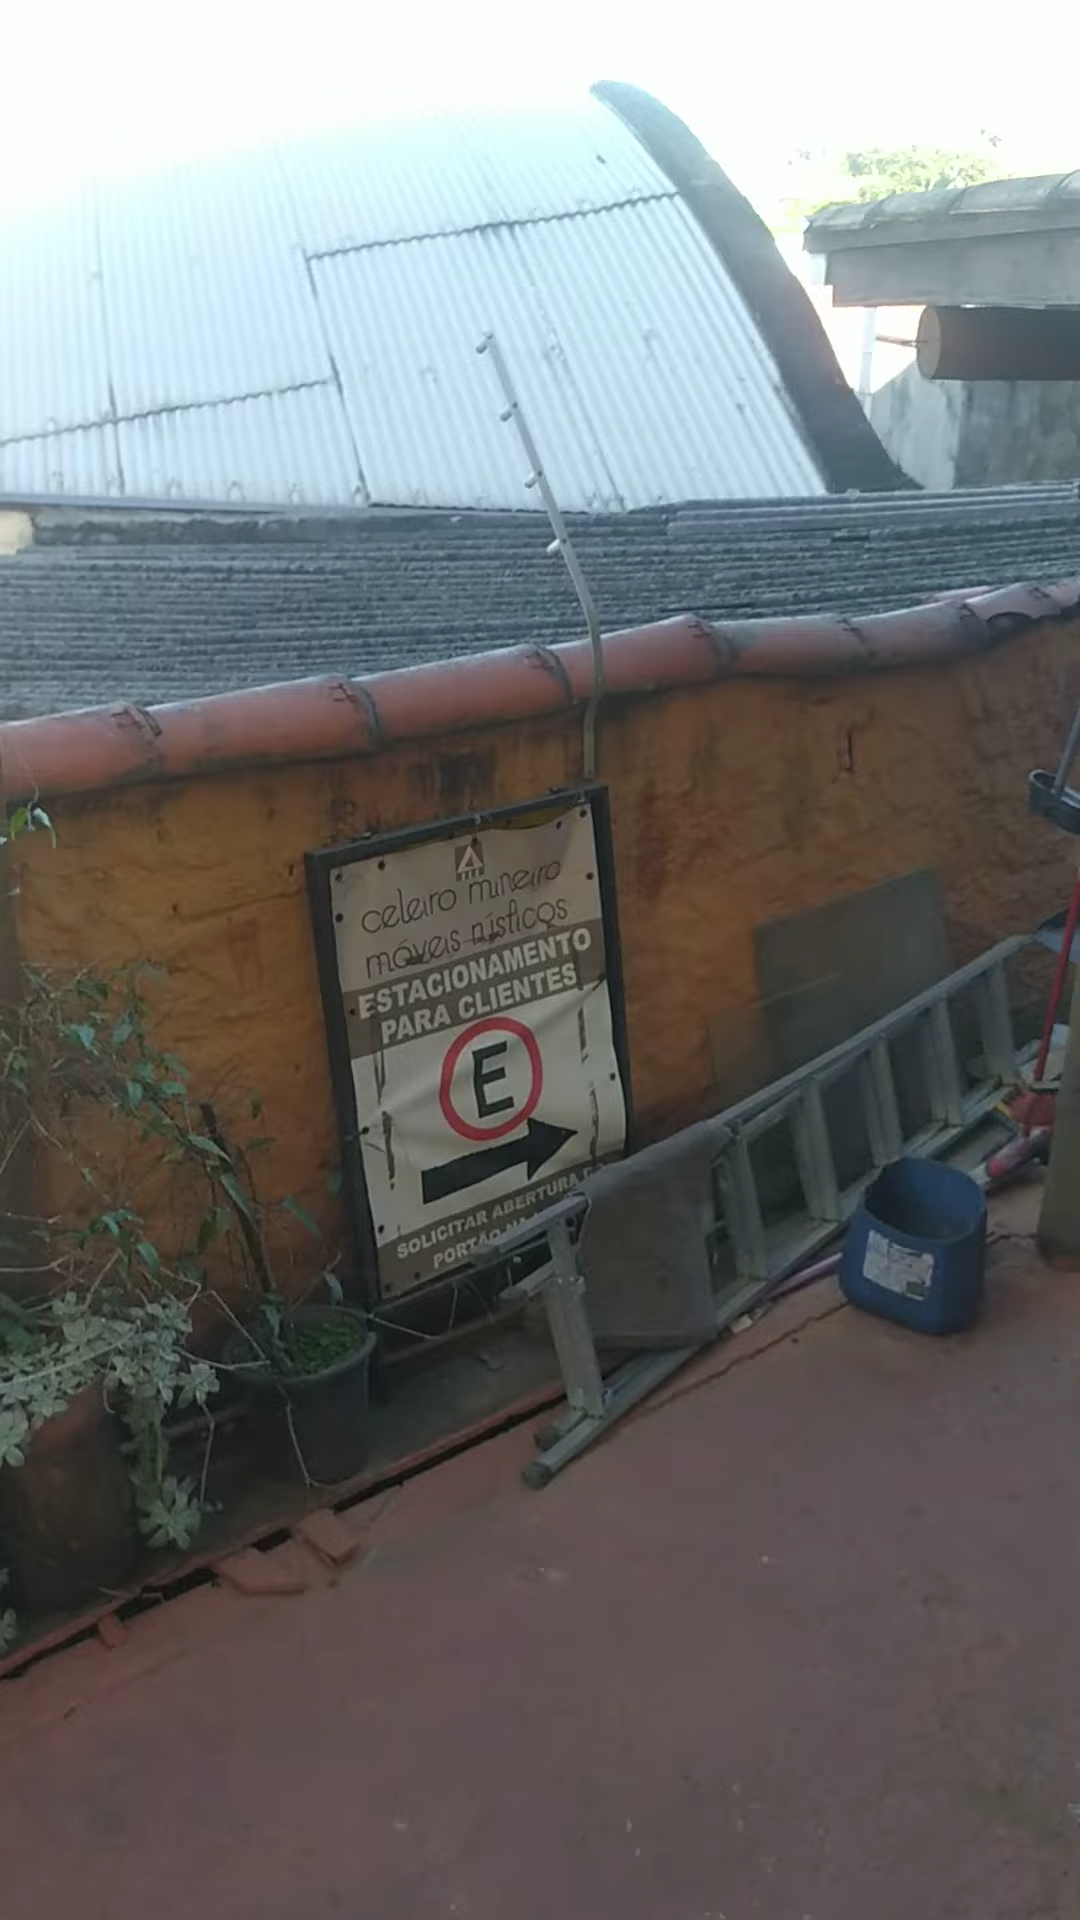 celeiro mineiro
móveis rústicos
ESTACIONAMENTO
PARA CLIENTES
E
SOLICITAR ABERTURA
PORTÃO